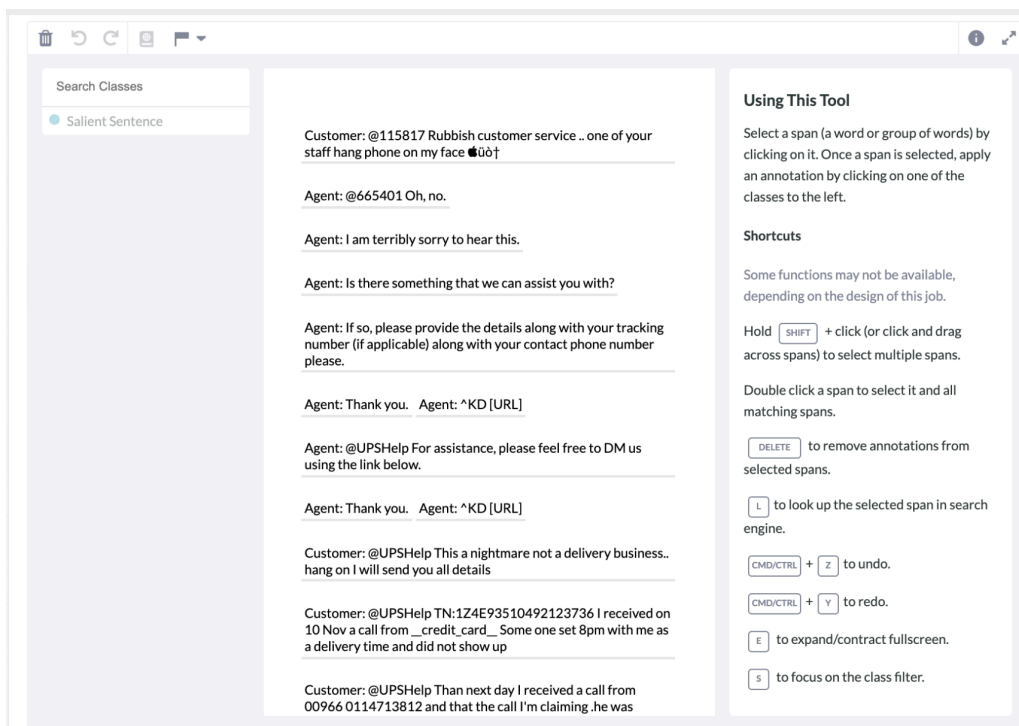 Search Classes
Salient Sentence
Customer: @115817 Rubbish customer service .. one of your
staff hang phone on my face üò†
Agent: @665401 Oh, no.
Agent: I am terribly sorry to hear this.
Agent: Is there something that we can assist you with?
Agent: If so, please provide the details along with your tracking
number (if applicable) along with your contact phone number
please.
Agent: Thank you. Agent: ^KD [URL]
Agent: @UPSHelp For assistance, please feel free to DM us
using the link below.
Agent: Thank you. Agent: ^KD [URL]
Customer: @UPSHelp This a nightmare not a delivery business..
hang on I will send you all details
Customer: @UPSHelp TN:1Z4E93510492123736 I received on
10 Nov a call from __credit_card__ Some one set 8pm with me as
a delivery time and did not show up
Customer: @UPSHelp Than next day I received a call from
00966 0114713812 and that the call I'm claiming .he was
Using This Tool
Select a span (a word or group of words) by
clicking on it. Once a span is selected, apply
an annotation by clicking on one of the
classes to the left.
Shortcuts
Some functions may not be available,
depending on the design of this job.
Hold SHIFT + click (or click and drag
across spans) to select multiple spans.
Double click a span to select it and all
matching spans.
DELETE to remove annotations from
selected spans.
L to look up the selected span in search
engine.
CMD/CTRL + Z to undo.
CMD/CTRL + Y to redo.
E to expand/contract fullscreen.
S to focus on the class filter.